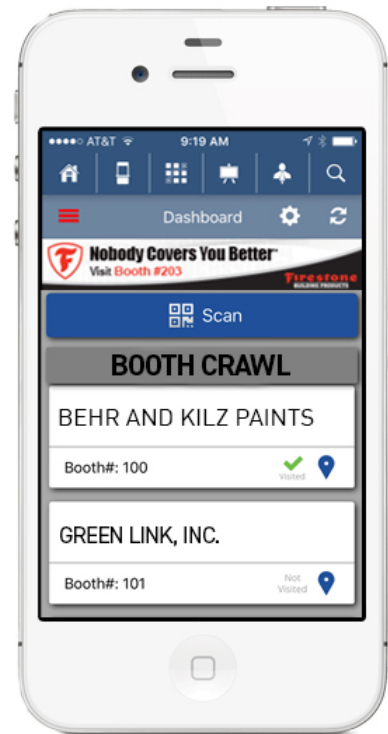 AT&T 9:19 AM
Dashboard
Nobody Covers You Better™
Visit Booth #203
Firestone
BUILDING PRODUCTS
Scan
BOOTH CRAWL
BEHR AND KILZ PAINTS
Booth#: 100
Visited
GREEN LINK, INC.
Booth#: 101
Not
Visited